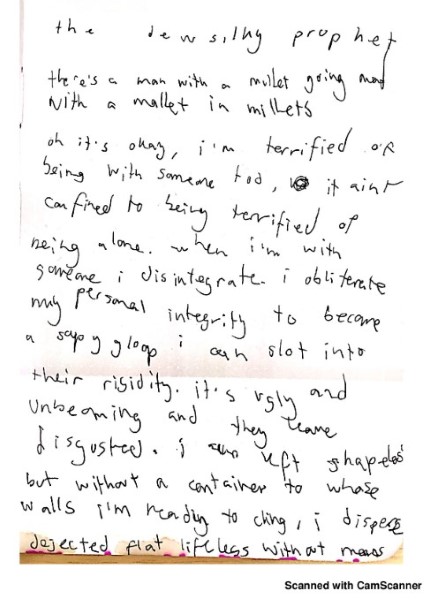 the dewsilky prophet
there's a man with a mullet going mad
with a mallet in millets
oh it's okay, i'm terrified of
being with someone too, it aint
confined to being terrified of
being alone. when i'm with
someone i disintegrate. i obliterate
my personal integrity to become
a sapy gloop i can slot into
their rigidity. it's ugly and
unbecoming and they leave
disgusted. i am left shapeless
but without a container to whose
walls i'm ready to cling, i disperse
dejected flat lifeless without mass
Scanned with CamScanner